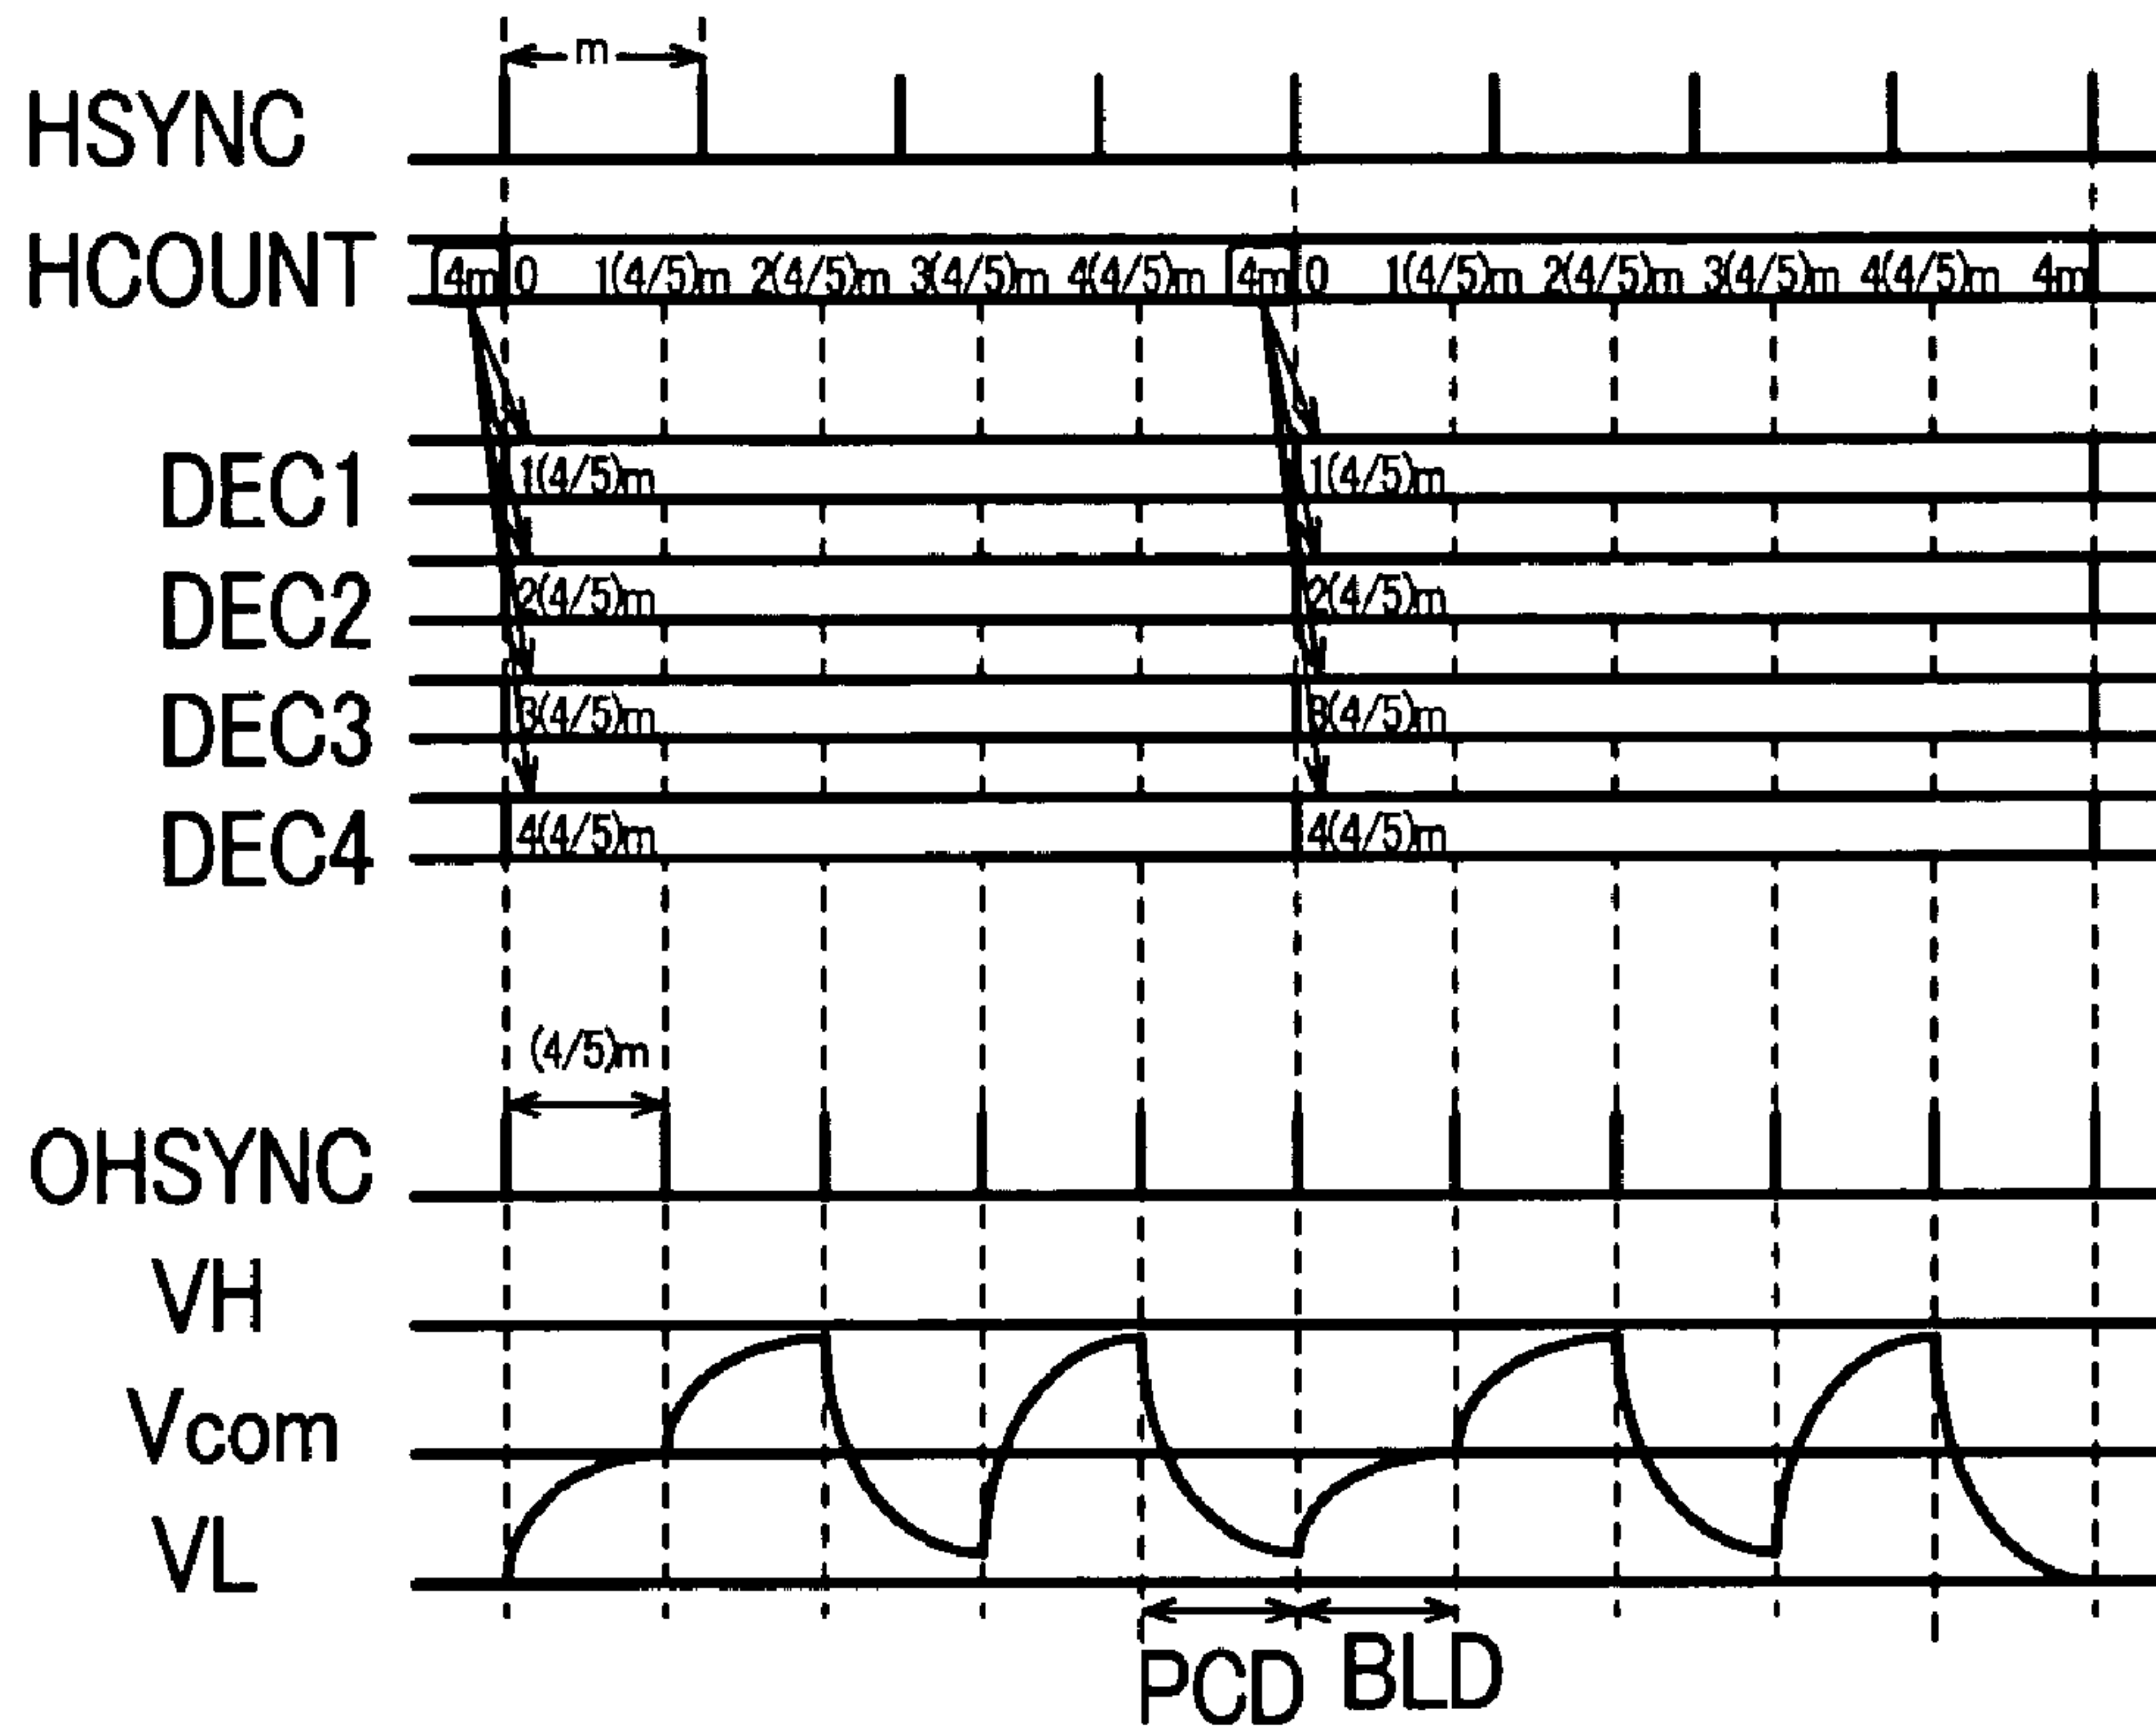 m
HSYNC
HCOUNT 4m 0 1(4/5)m 2(4/5)m 3(4/5)m 4(4/5)m 4m 0 1(4/5)m 2(4/5)m 3(4/5)m 4(4/5)m 4m
DEC1 1(4/5)m 1(4/5)m
DEC2 2(4/5)m 2(4/5)m
DEC3 3(4/5)m 3(4/5)m
DEC4 4(4/5)m 4(4/5)m
(4/5)m
OHSYNC
VH
Vcom
VL
PCD BLD